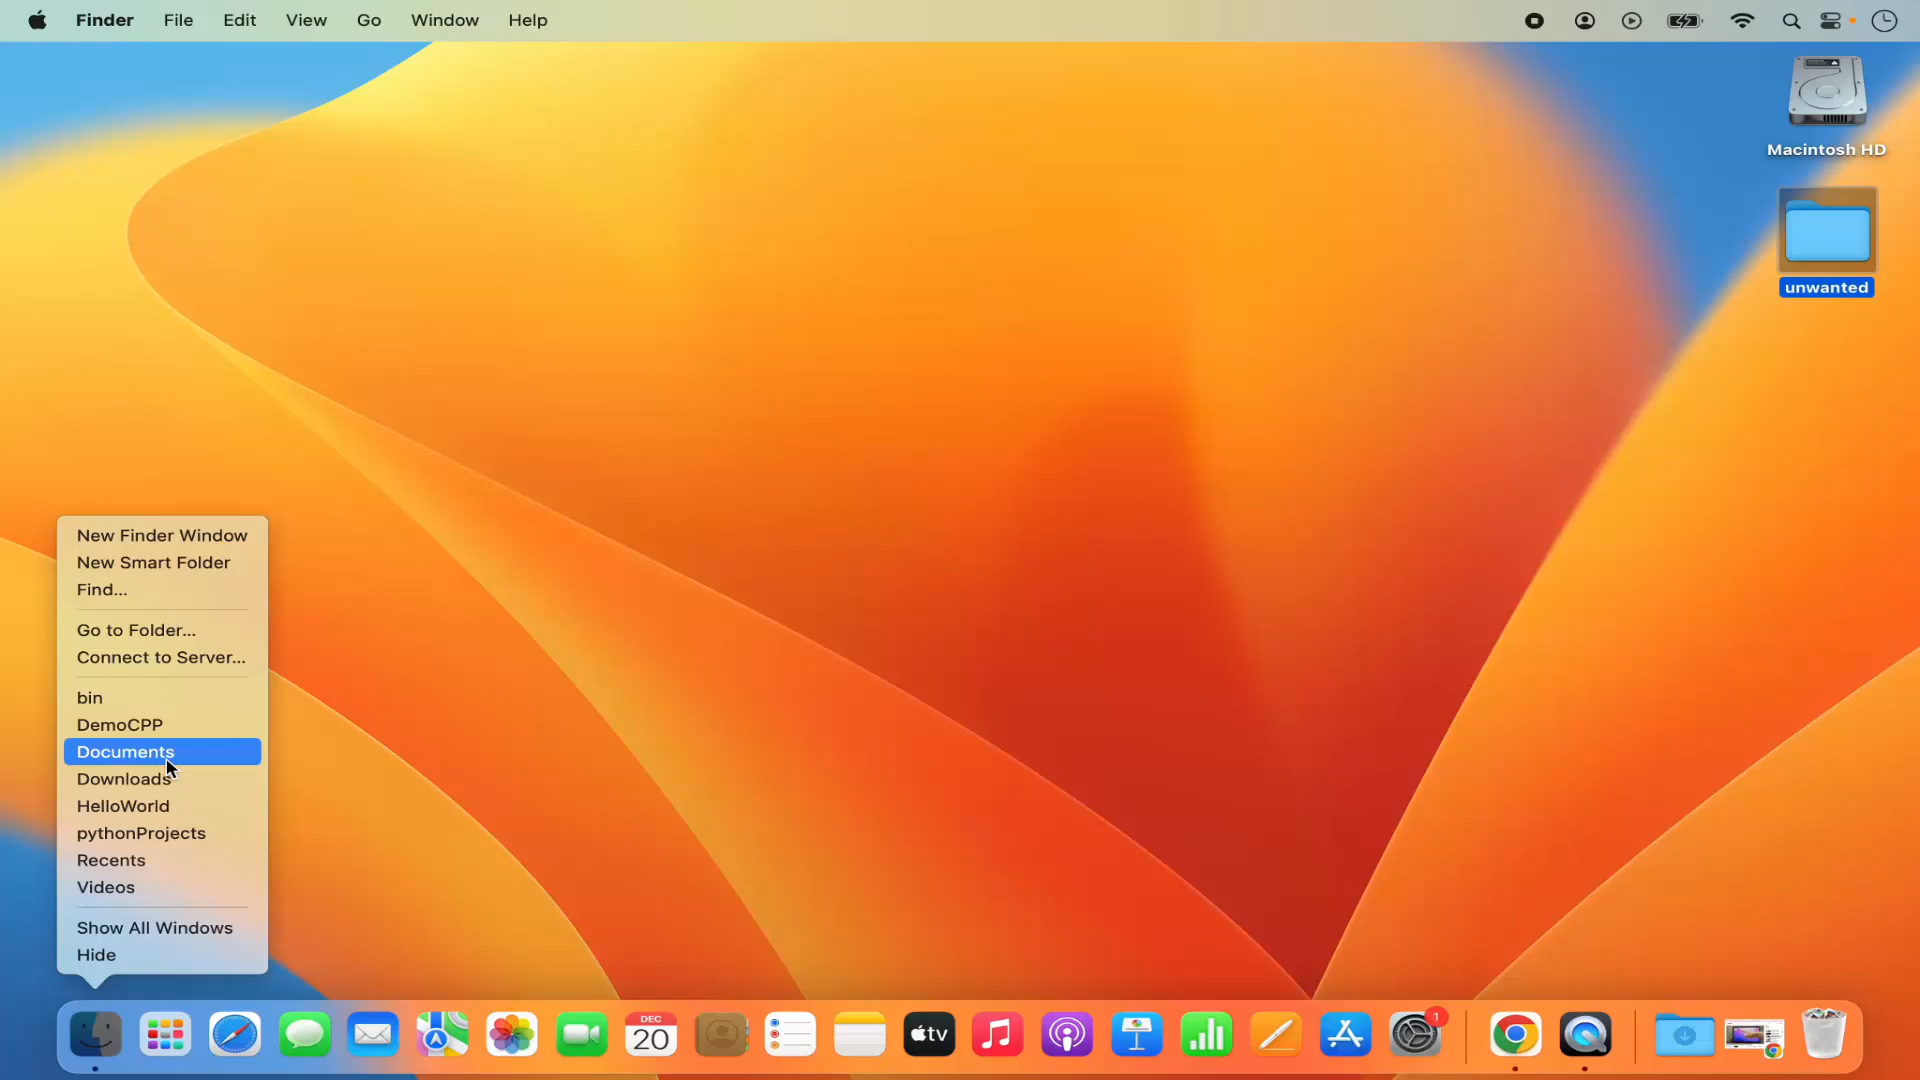 Finder File Edit View Go Window Help
Macintosh HD
unwanted
New Finder Window
New Smart Folder
Find...
Go to Folder...
Connect to Server...
bin
DemoCPP
Documents
Downloads
HelloWorld
pythonProjects
Recents
Videos
Show All Windows
Hide
DEC
20
tv
1